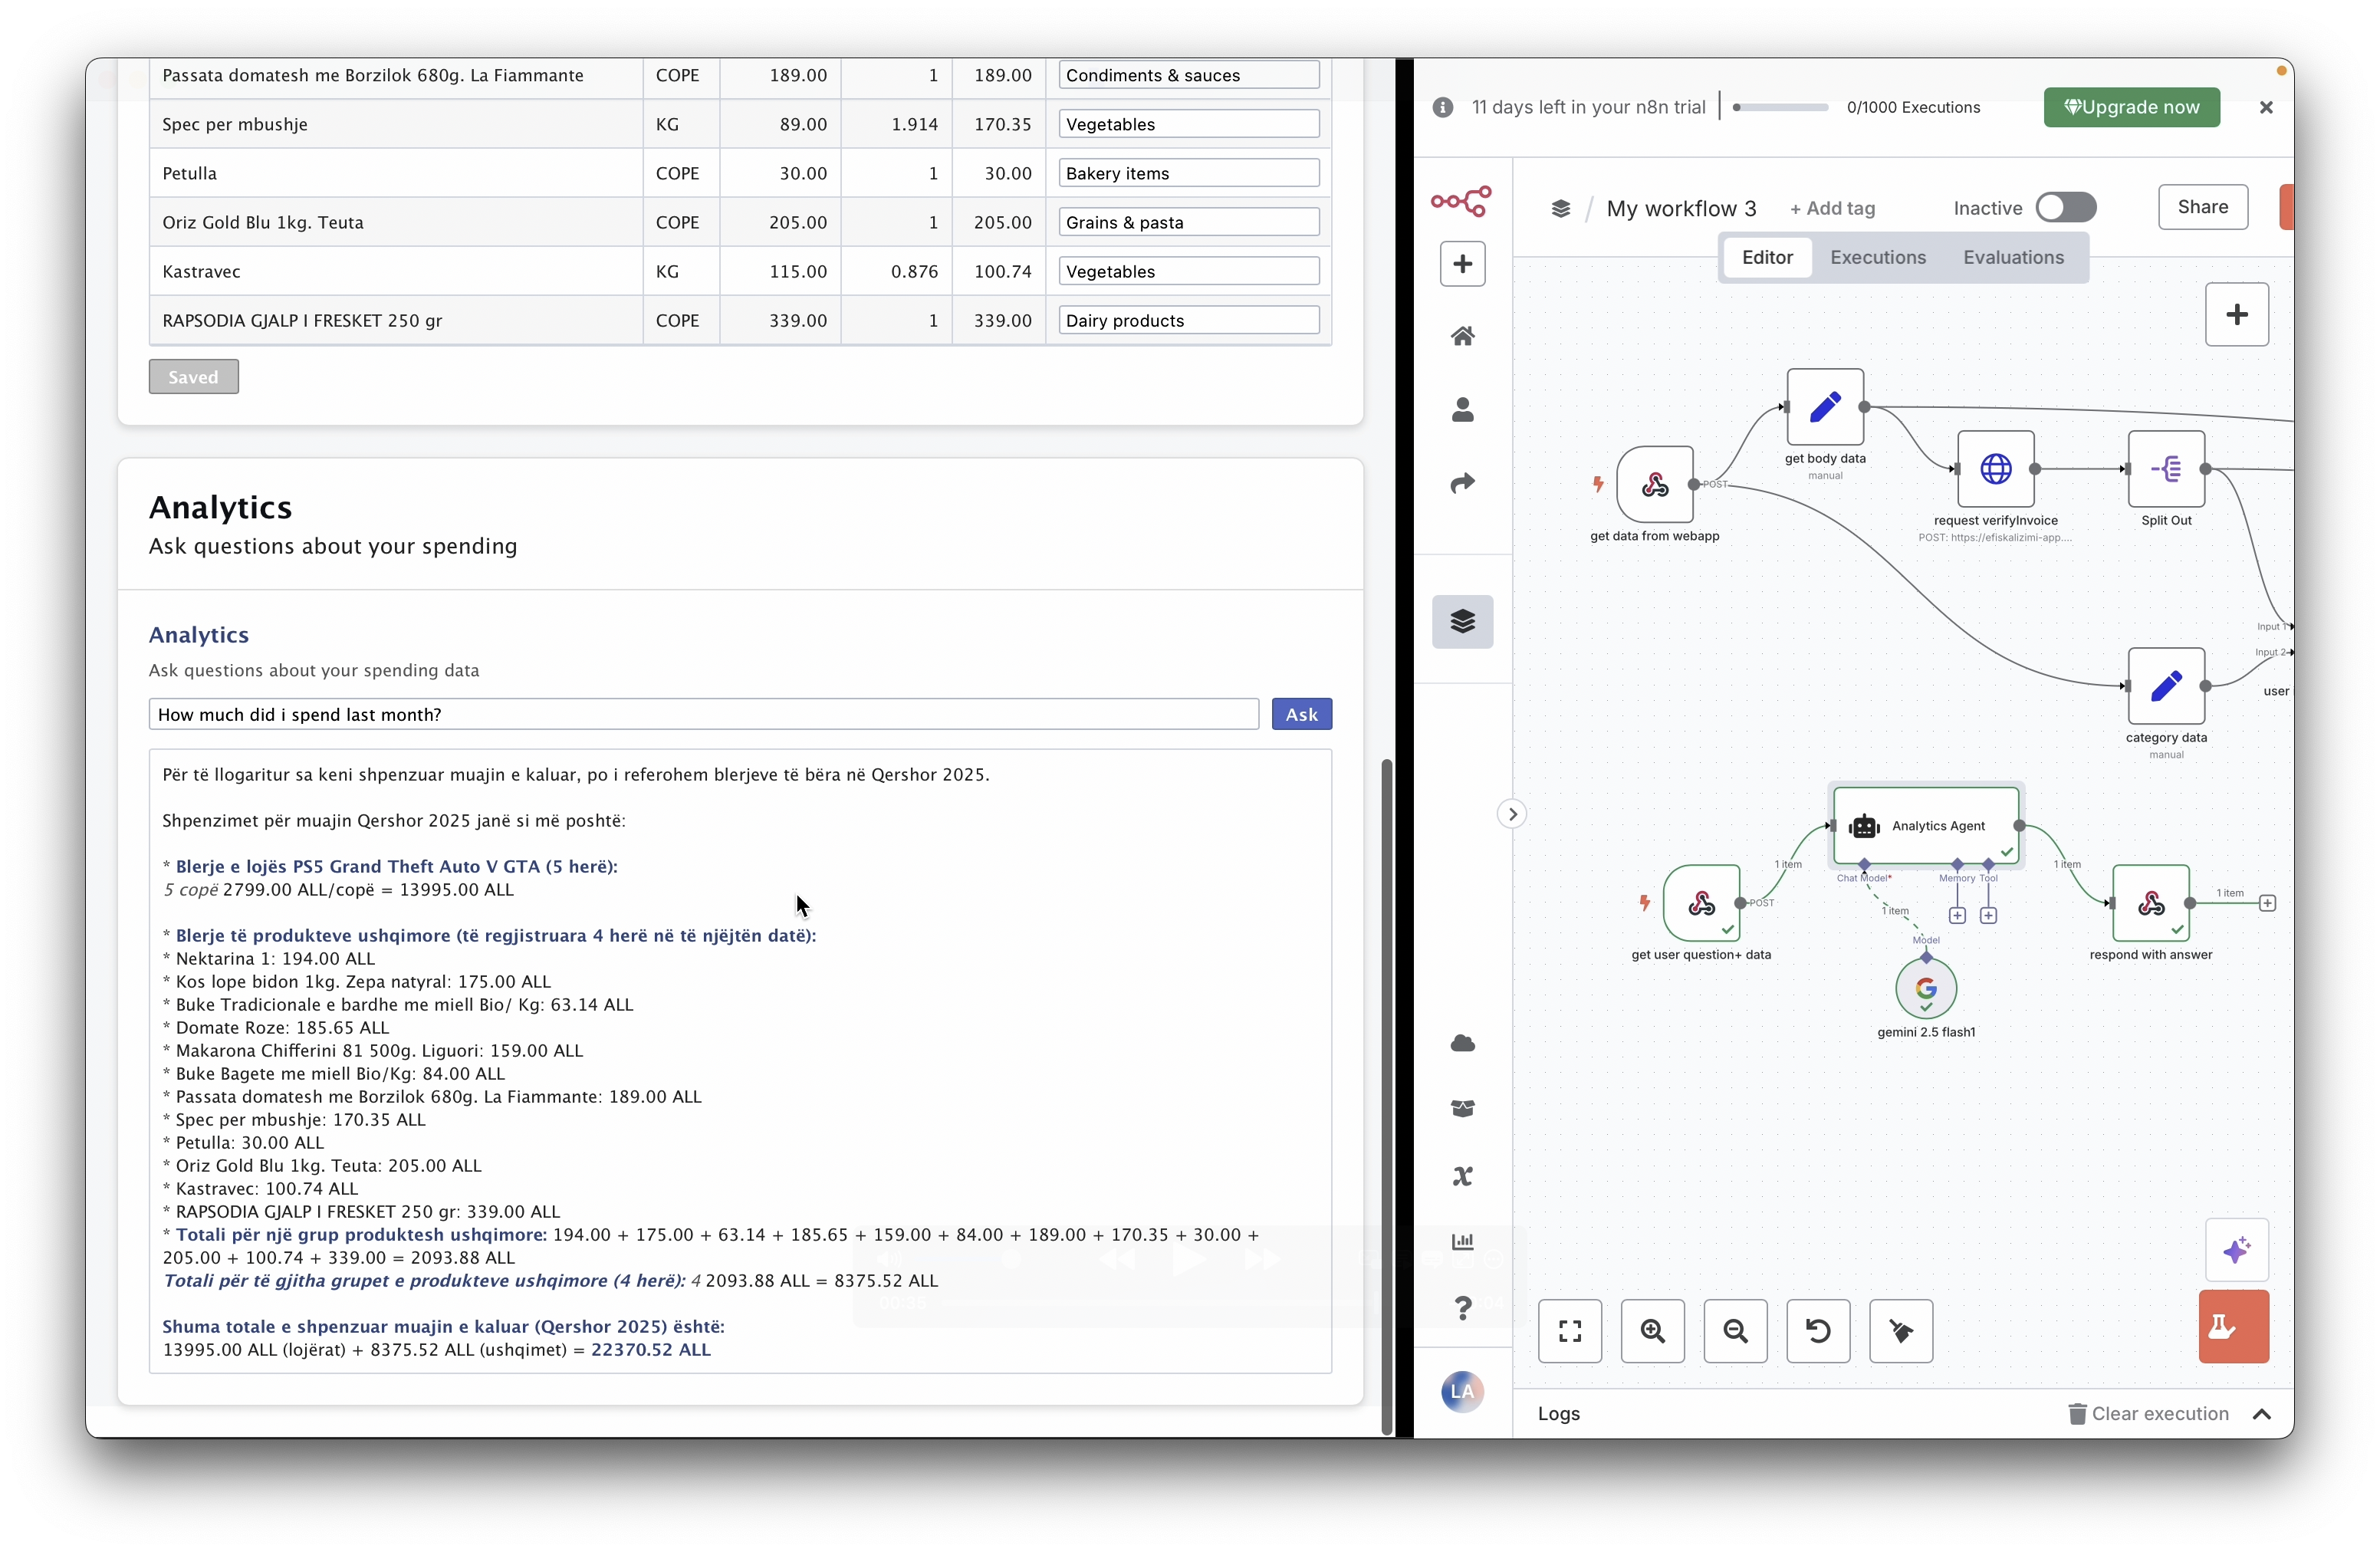 Passata domatesh me Borzilok 680g. La Fiammante COPE 189.00 1 189.00 Condiments & sauces
Spec per mbushje KG 89.00 1.914 170.35 Vegetables
Petulla COPE 30.00 1 30.00 Bakery items
Oriz Gold Blu 1kg. Teuta COPE 205.00 1 205.00 Grains & pasta
Kastravec KG 115.00 0.876 100.74 Vegetables
RAPSODIA GJALP I FRESKET 250 gr COPE 339.00 1 339.00 Dairy products
Saved
Analytics
Ask questions about your spending
Analytics
Ask questions about your spending data
How much did i spend last month?
Ask
Për të llogaritur sa keni shpenzuar muajin e kaluar, po i referohem blerjeve të bëra në Qershor 2025.
Shpenzimet për muajin Qershor 2025 janë si më poshtë:
* Blerje e lojës PS5 Grand Theft Auto V GTA (5 herë):
5 copë 2799.00 ALL/copë = 13995.00 ALL
* Blerje të produkteve ushqimore (të regjistruara 4 herë në të njëjtën datë):
* Nektarina 1: 194.00 ALL
* Kos lope bidon 1kg. Zepa natyral: 175.00 ALL
* Buke Tradicionale e bardhe me miell Bio/ Kg: 63.14 ALL
* Domate Roze: 185.65 ALL
* Makarona Chifferini 81 500g. Liguori: 159.00 ALL
* Buke Bagete me miell Bio/Kg: 84.00 ALL
* Passata domatesh me Borzilok 680g. La Fiammante: 189.00 ALL
* Spec per mbushje: 170.35 ALL
* Petulla: 30.00 ALL
* Oriz Gold Blu 1kg. Teuta: 205.00 ALL
* Kastravec: 100.74 ALL
* RAPSODIA GJALP I FRESKET 250 gr: 339.00 ALL
* Totali për një grup produktesh ushqimore: 194.00 + 175.00 + 63.14 + 185.65 + 159.00 + 84.00 + 189.00 + 170.35 + 30.00 +
205.00 + 100.74 + 339.00 = 2093.88 ALL
Totali për të gjitha grupet e produkteve ushqimore (4 herë): 4 2093.88 ALL = 8375.52 ALL
Shuma totale e shpenzuar muajin e kaluar (Qershor 2025) është:
13995.00 ALL (lojërat) + 8375.52 ALL (ushqimet) = 22370.52 ALL
11 days left in your n8n trial
0/1000 Executions
Upgrade now
My workflow 3
+ Add tag
Inactive
Share
Editor
Executions
Evaluations
get body data
manual
POST
get data from webapp
request verifyInvoice
POST: https://efiskalizimi-app....
Split Out
Input 1
Input 2
user
category data
manual
Analytics Agent
1 item
1 item
Chat Model*
Memory
Tool
POST
1 item
1 item
Model
get user question+ data
respond with answer
gemini 2.5 flash1
LA
Logs
Clear execution